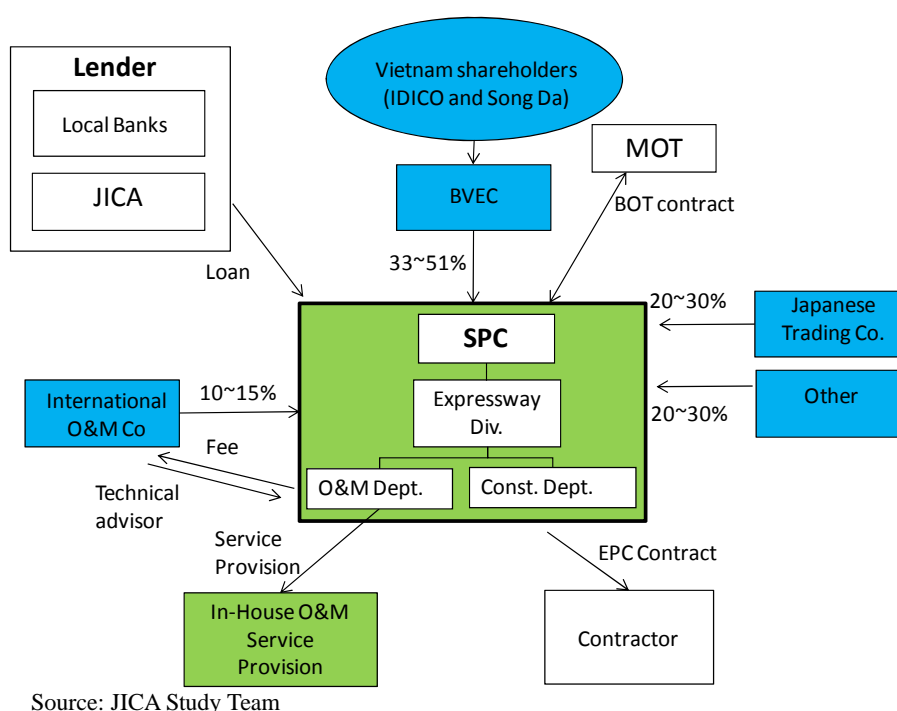 Lender
Local Banks
JICA
Loan
Vietnam shareholders
(IDICO and Song Da)
BVEC
33~51%
MOT
BOT contract
20~30%
Japanese
Trading Co.
Other
20~30%
SPC
Expressway
Div.
O&M Dept.
Const. Dept.
International
O&M Co
10~15%
Fee
Technical
advisor
Service
Provision
In-House O&M
Service
Provision
EPC Contract
Contractor
Source: JICA Study Team